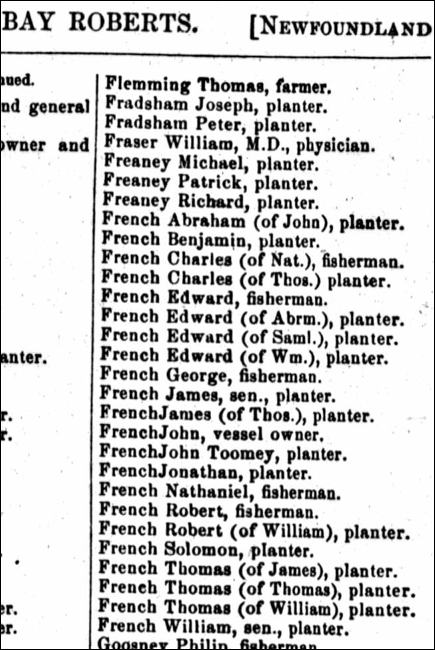 BAY ROBERTS. [NEWFOUNDLAND
nd general
owner and
anter.
r.
r.
er.
er.
Flemming Thomas, farmer.
Fradsham Joseph, planter.
Fradsham Peter, planter.
Fraser William, M.D., physician.
Freaney Michael, planter.
Freaney Patrick, planter.
Freaney Richard, planter.
French Abraham (of John), planter.
French Benjamin, planter.
French Charles (of Nat.), fisherman.
French Charles (of Thos.) planter.
French Edward, fisherman.
French Edward (of Abrm.), planter.
French Edward (of Saml.), planter.
French Edward (of Wm.), planter.
French George, fisherman.
French James, sen., planter.
FrenchJames (of Thos.), planter.
FrenchJohn, vessel owner.
FrenchJohn Toomey, planter.
FrenchJonathan, planter.
French Nathaniel, fisherman.
French Robert, fisherman.
French Robert (of William), planter.
French Solomon, planter.
French Thomas (of James), planter.
French Thomas (of Thomas), planter.
French Thomas (of William), planter.
French William, sen., planter.
Goosney Philip, fisherman